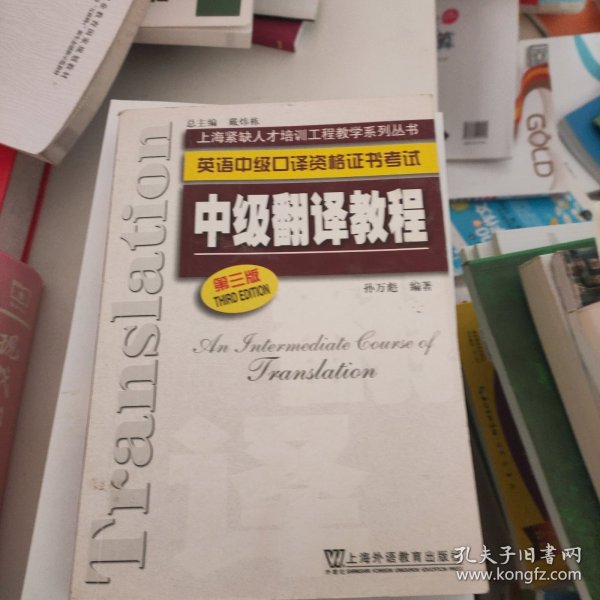 总主编 戴炜栋
上海紧缺人才培训工程教学系列丛书
英语中级口译资格证书考试
中级翻译教程
第三版
THIRD EDITION
孙万彪 编著
An Intermediate Course of
Translation
Translation
译
上海外语教育出版社
GOLD
算
孔夫子旧书网
www.kongfz.com